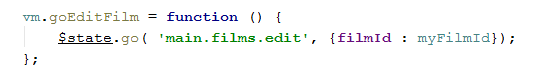 vm.goEditFilm = function () {
    $state.go( 'main.films.edit', {filmId : myFilmId});
};